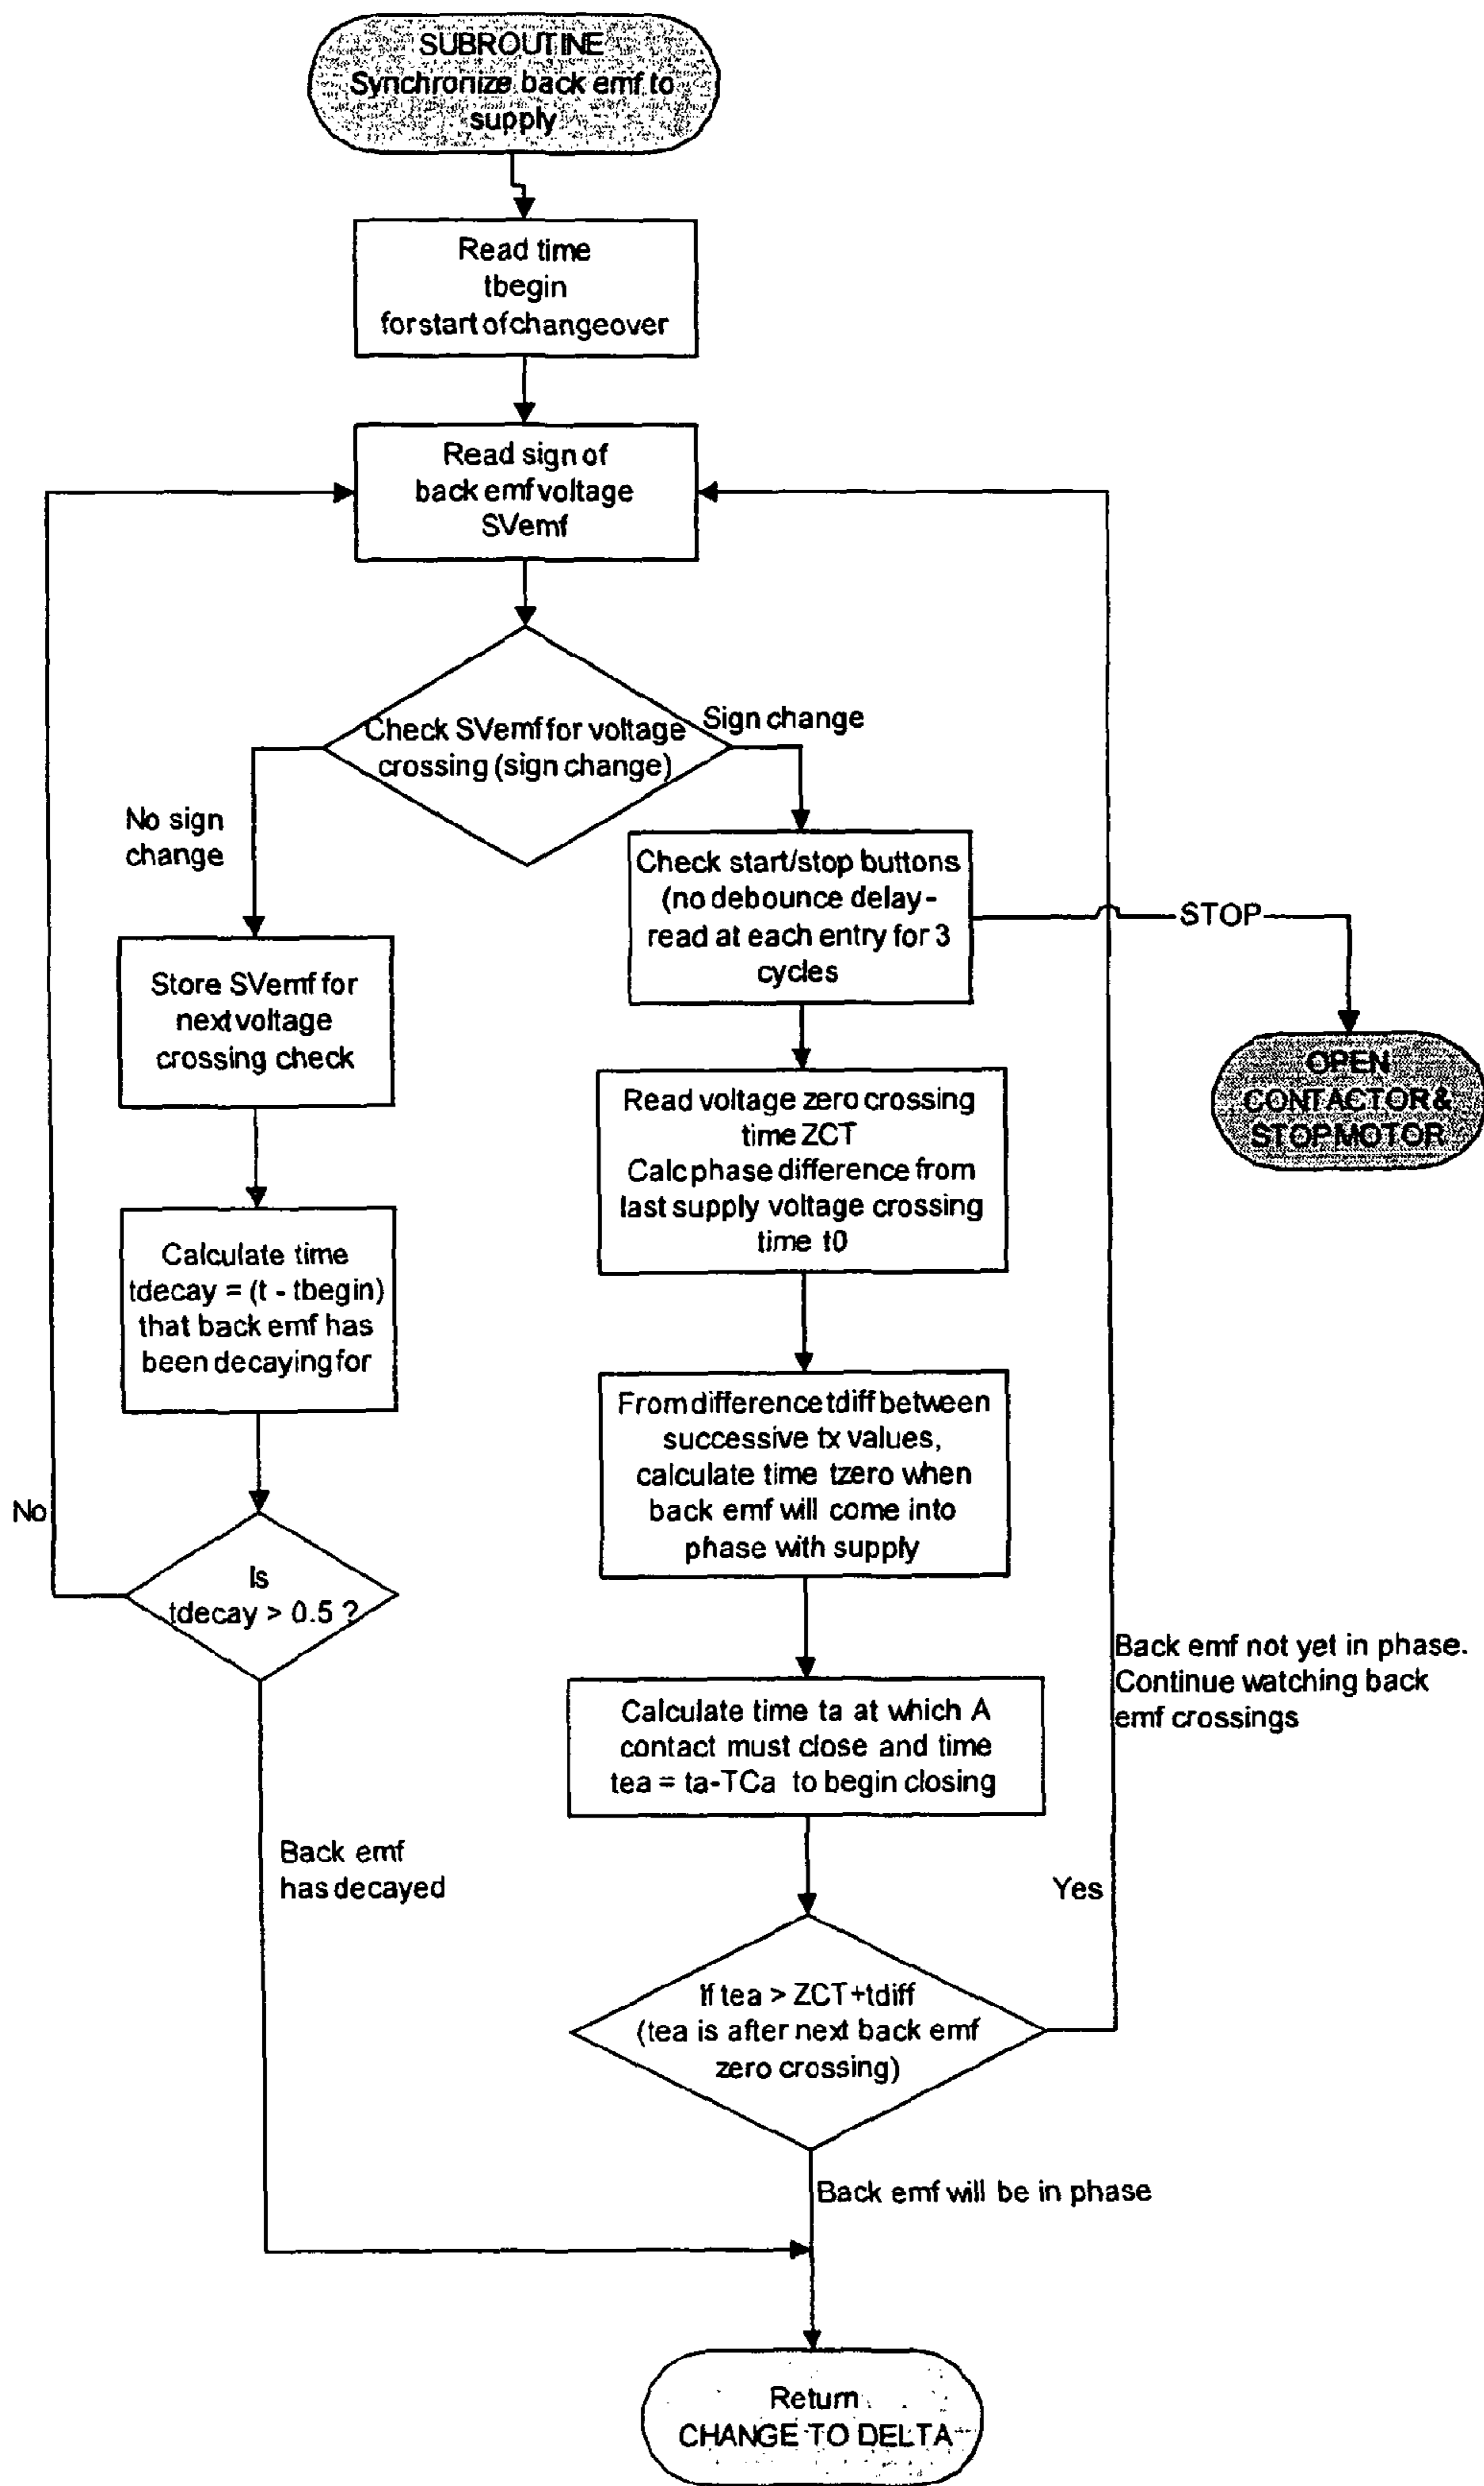 SUBROUTINE
Synchronize back emf to
supply
Read time
tbegin
for start of changeover
Read sign of
back emf voltage
SVemf
Check SVemf for voltage
crossing (sign change)
Sign change
No sign
change
Check start/stop buttons
(no debounce delay -
read at each entry for 3
cycles
STOP
OPEN
CONTACTOR &
STOP MOTOR
Store SVemf for
next voltage
crossing check
Read voltage zero crossing
time ZCT
Calc phase difference from
last supply voltage crossing
time t0
Calculate time
tdecay = (t - tbegin)
that back emf has
been decaying for
From difference tdiff between
successive tx values,
calculate time tzero when
back emf will come into
phase with supply
No
Is
tdecay > 0.5 ?
Back emf not yet in phase.
Continue watching back
emf crossings
Calculate time ta at which A
contact must close and time
tea = ta-TCa to begin closing
Back emf
has decayed
Yes
If tea > ZCT+tdiff
(tea is after next back emf
zero crossing)
Back emf will be in phase
Return
CHANGE TO DELTA